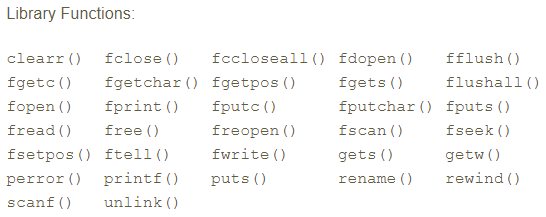 Library Functions:
clearr() fclose() fccloseall() fdopen() fflush()
fgetc() fgetchar() fgetpos() fgets() flushall()
fopen() fprint() fputc() fputchar() fputs()
fread() free() freopen() fscan() fseek()
fsetpos() ftell() fwrite() gets() getw()
perror() printf() puts() rename() rewind()
scanf() unlink()